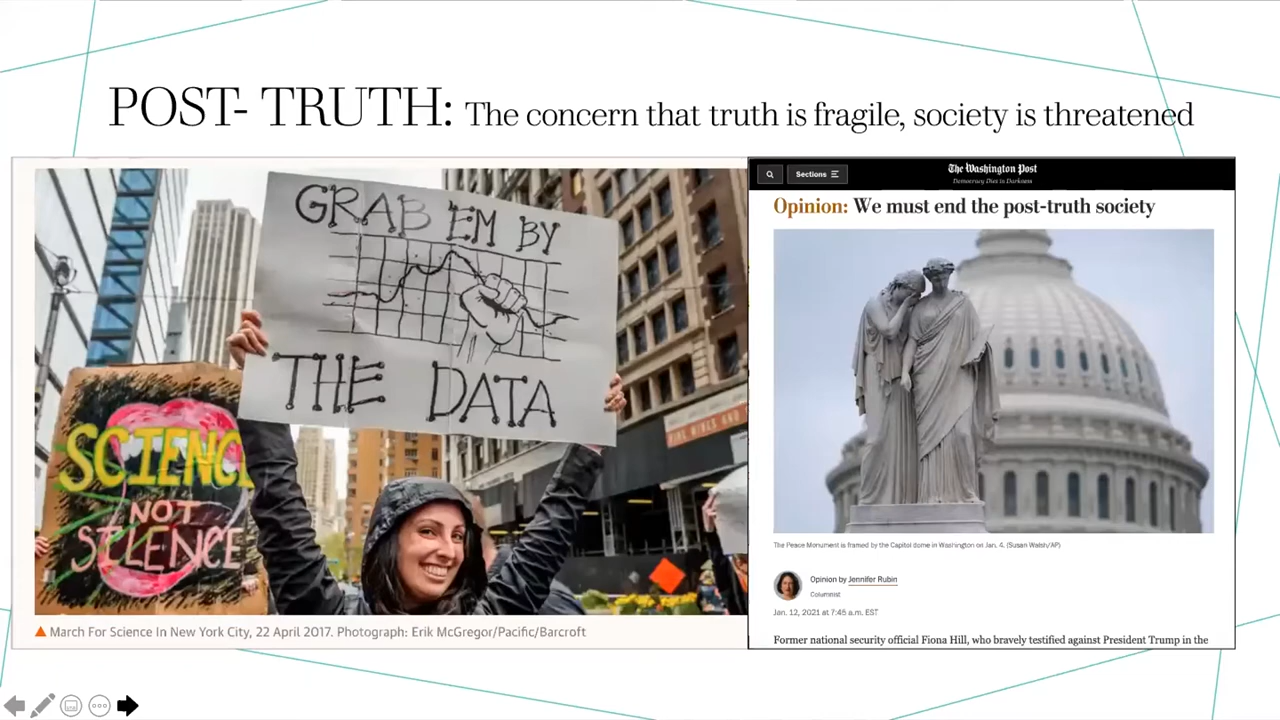 POST- TRUTH: The concern that truth is fragile, society is threatened
GRAB 'EM BY
THE DATA
SCIENC
NOT
SILENCE
March For Science In New York City, 22 April 2017. Photograph: Erik McGregor/Pacific/Barcroft
Sections
The Washington Post
Democracy Dies in Darkness
Opinion: We must end the post-truth society
The Peace Monument is framed by the Capitol dome in Washington on Jan. 4. (Susan Walsh/AP)
Opinion by Jennifer Rubin
Columnist
Jan. 12, 2021 at 7:45 a.m. EST
Former national security official Fiona Hill, who bravely testified against President Trump in the